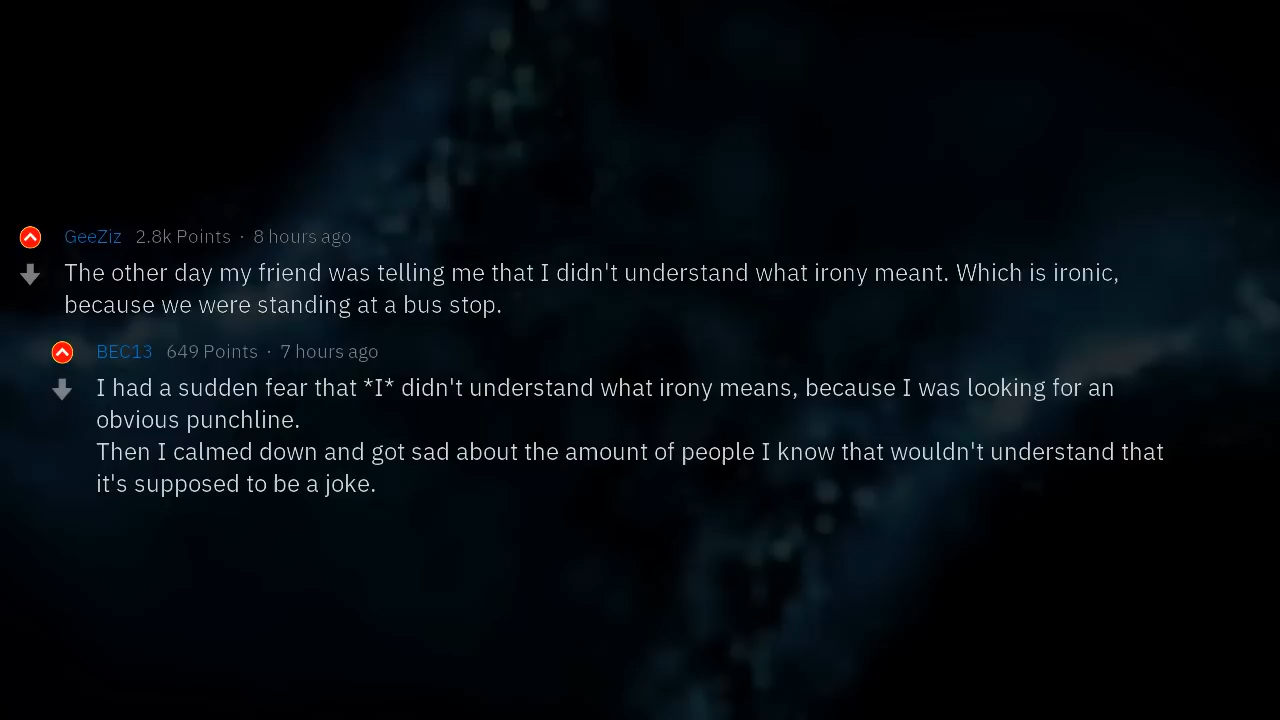 GeeZiz 2.8k Points · 8 hours ago
The other day my friend was telling me that I didn't understand what irony meant. Which is ironic,
because we were standing at a bus stop.
BEC13 649 Points · 7 hours ago
I had a sudden fear that *I* didn't understand what irony means, because I was looking for an
obvious punchline.
Then I calmed down and got sad about the amount of people I know that wouldn't understand that
it's supposed to be a joke.